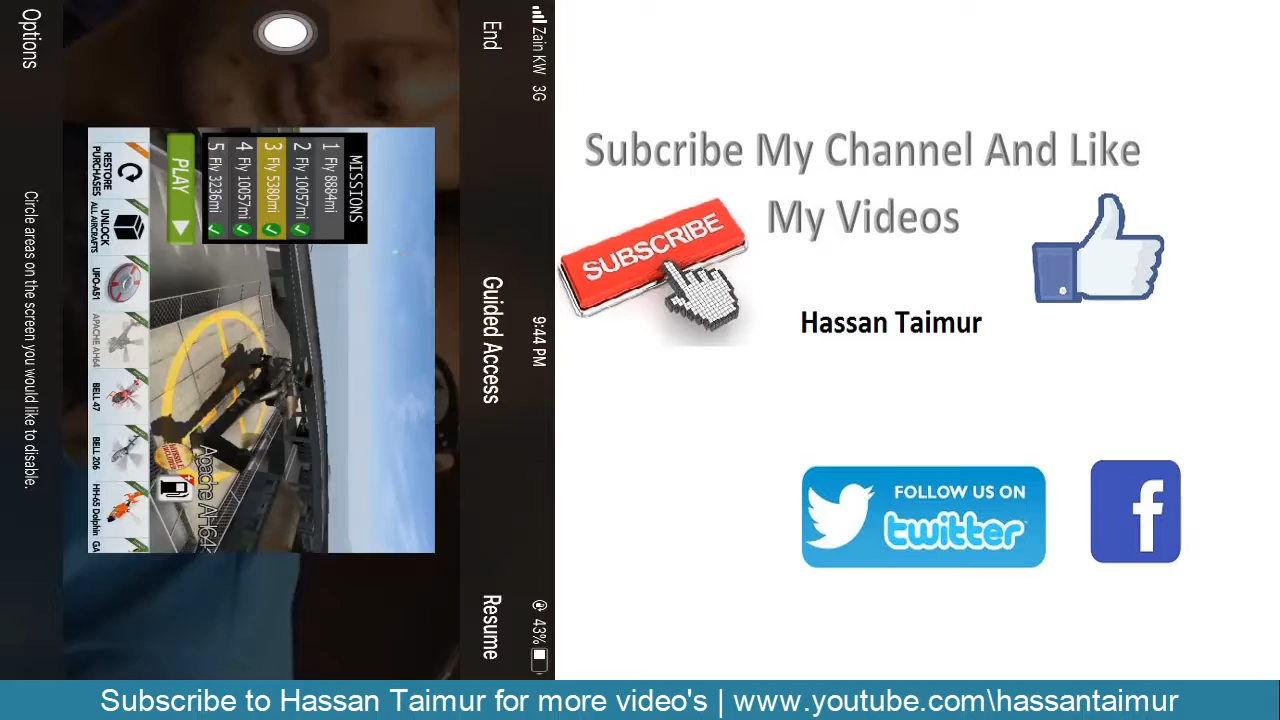 Zain KW 3G
9:44 PM
43%
End
Guided Access
Resume
MISSIONS
1 Fly 8884mi
2 Fly 10057mi
3 Fly 5380mi
4 Fly 10057mi
5 Fly 3236mi
PLAY
Apache AH64
RESTORE
PURCHASES
UNLOCK
ALL AIRCRAFTS
UFO-A51
APACHE AH64
BELL 47
BELL 206
HH-65 Dolphin
GA
Circle areas on the screen you would like to disable.
Options
Subcribe My Channel And Like
My Videos
SUBSCRIBE
Hassan Taimur
FOLLOW US ON
twitter
f
Subscribe to Hassan Taimur for more video's | www.youtube.com\hassantaimur